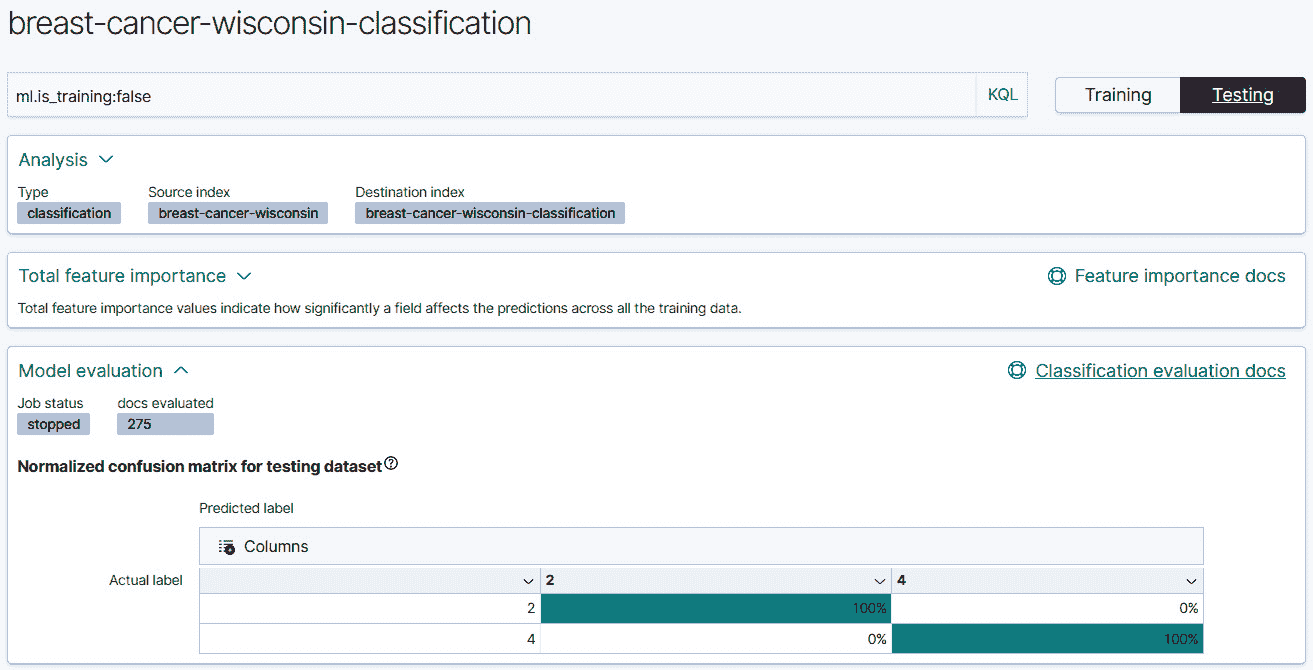 breast-cancer-wisconsin-classification
ml.is_training:false KQL Training Testing
Analysis
Type Source index Destination index
classification breast-cancer-wisconsin breast-cancer-wisconsin-classification
Total feature importance Feature importance docs
Total feature importance values indicate how significantly a field affects the predictions across all the training data.
Model evaluation Classification evaluation docs
Job status docs evaluated
stopped 275
Normalized confusion matrix for testing dataset?
Predicted label
Columns
Actual label 2 4
2 100% 0%
4 0% 100%